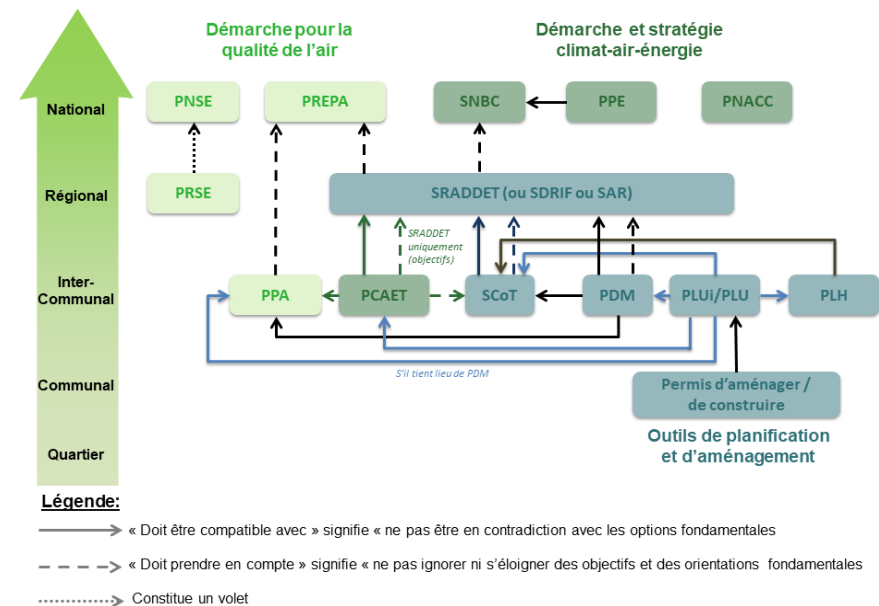 Démarche pour la
qualité de l'air
Démarche et stratégie
climat-air-énergie
National
PNSE
PREPA
SNBC
PPE
PNACC
Régional
PRSE
SRADDET (ou SDRIF ou SAR)
SRADDET
uniquement
(objectifs)
Inter-
Communal
PPA
PCAET
SCoT
PDM
PLUi/PLU
PLH
S'il tient lieu de PDM
Communal
Permis d'aménager /
de construire
Quartier
Outils de planification
et d'aménagement
Légende:
« Doit être compatible avec » signifie « ne pas être en contradiction avec les options fondamentales
« Doit prendre en compte » signifie « ne pas ignorer ni s'éloigner des objectifs et des orientations fondamentales
Constitue un volet